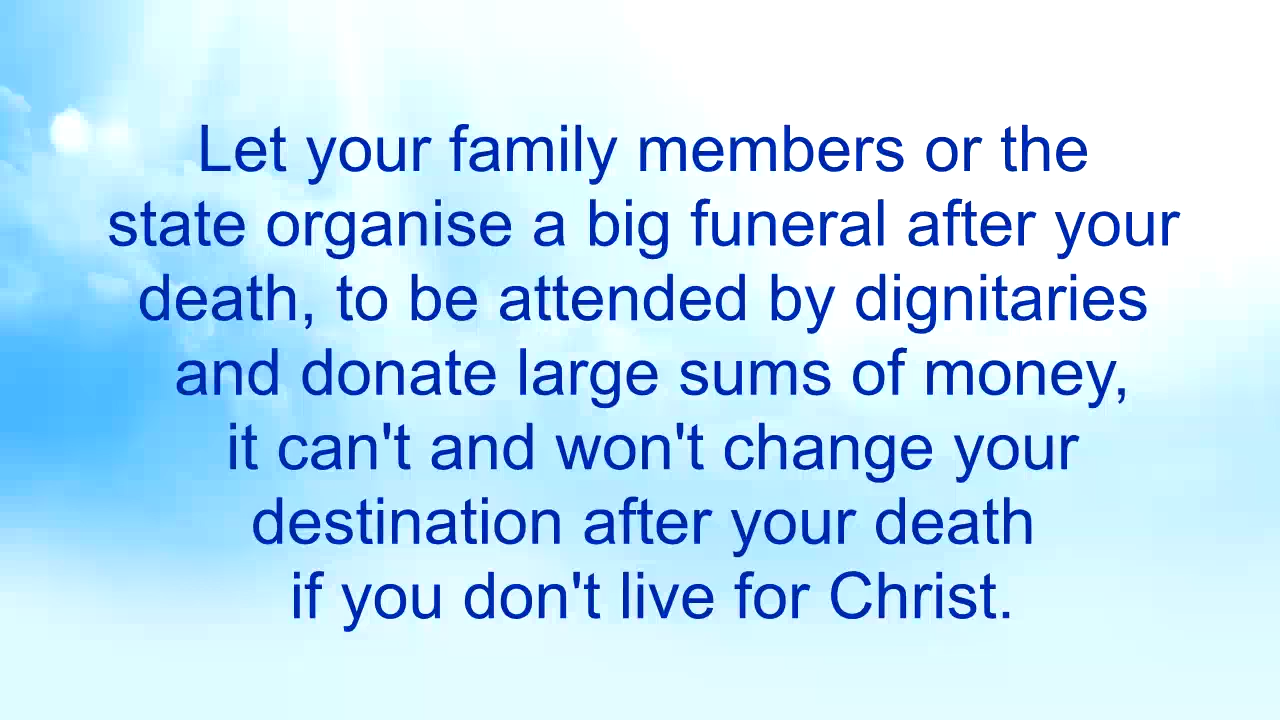 Let your family members or the
state organise a big funeral after your
death, to be attended by dignitaries
and donate large sums of money,
it can't and won't change your
destination after your death
if you don't live for Christ.